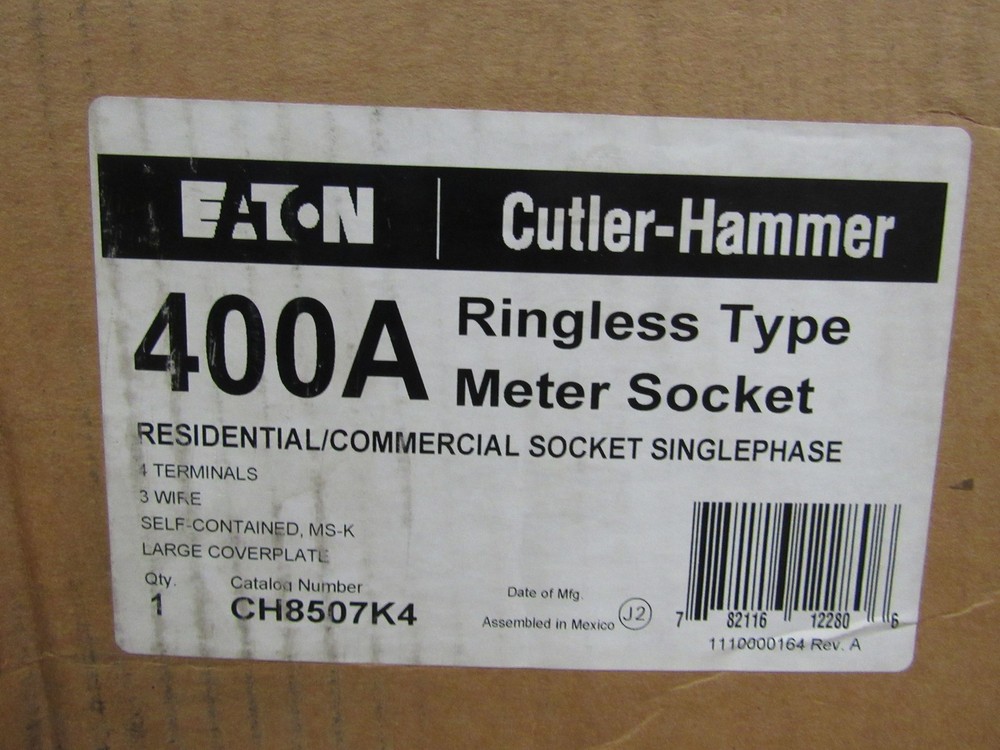 EATON | Cutler-Hammer
400A Ringless Type
Meter Socket
RESIDENTIAL/COMMERCIAL SOCKET SINGLEPHASE
4 TERMINALS
3 WIRE
SELF-CONTAINED, MS-K
LARGE COVERPLATE
Qty. Catalog Number
1 CH8507K4
Date of Mfg.
Assembled in Mexico J2
7 82116 12280 6
1110000164 Rev. A